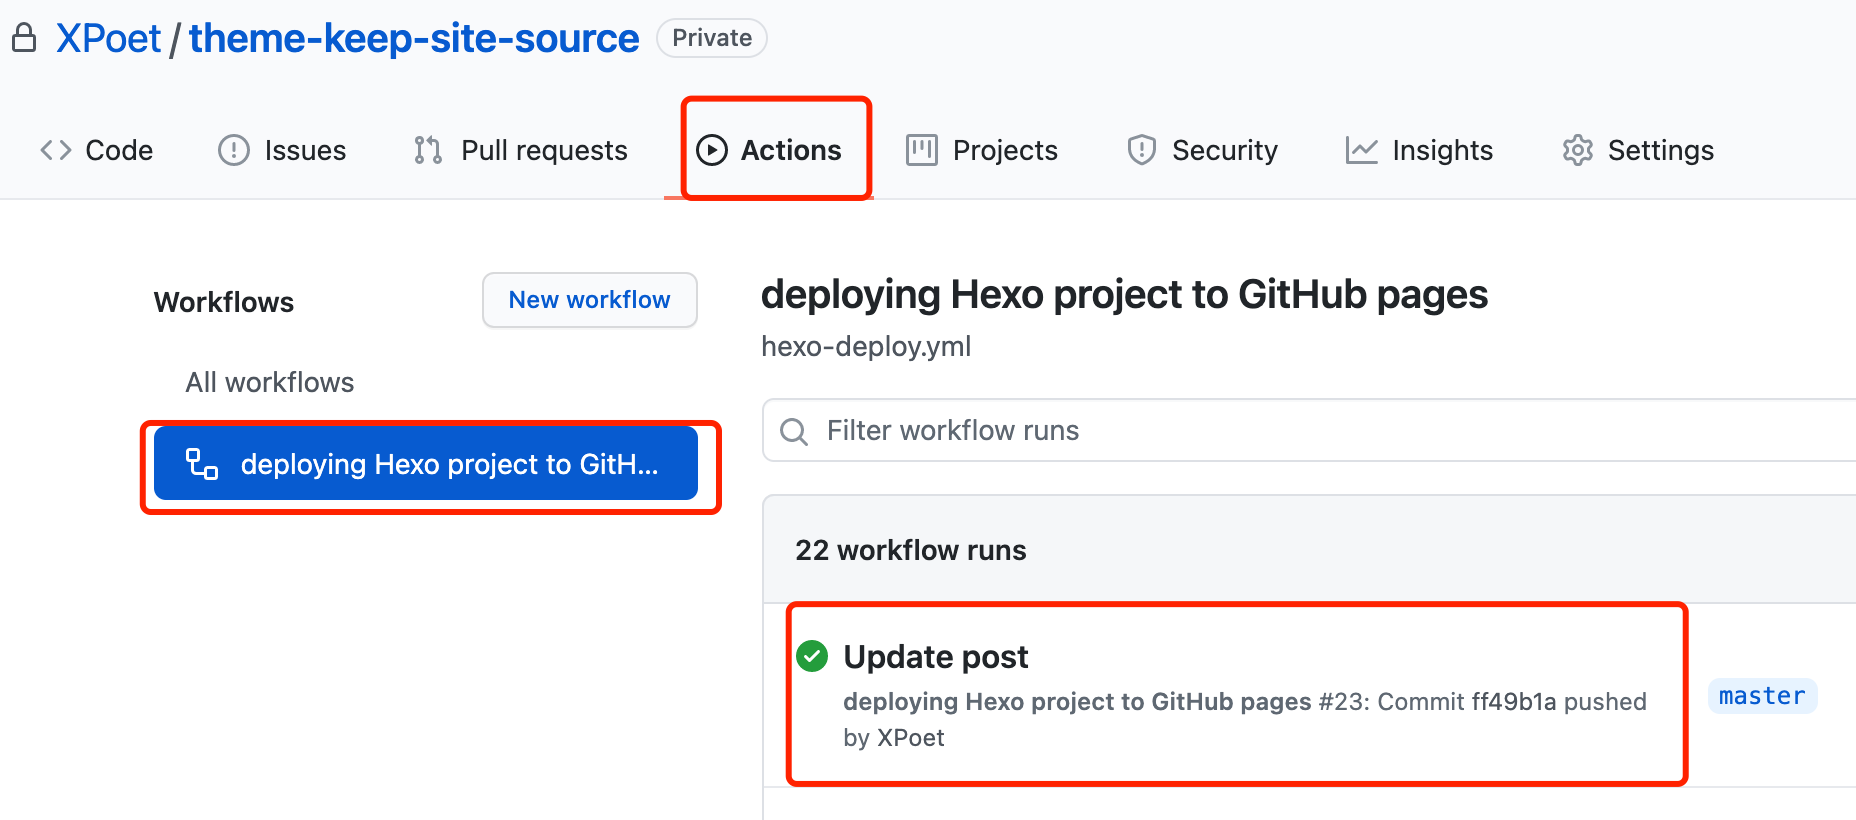 XPoet / theme-keep-site-source Private
Code Issues Pull requests Actions Projects Security Insights Settings
Workflows
New workflow
All workflows
deploying Hexo project to GitH...
deploying Hexo project to GitHub pages
hexo-deploy.yml
Filter workflow runs
22 workflow runs
Update post
deploying Hexo project to GitHub pages #23: Commit ff49b1a pushed
by XPoet
master